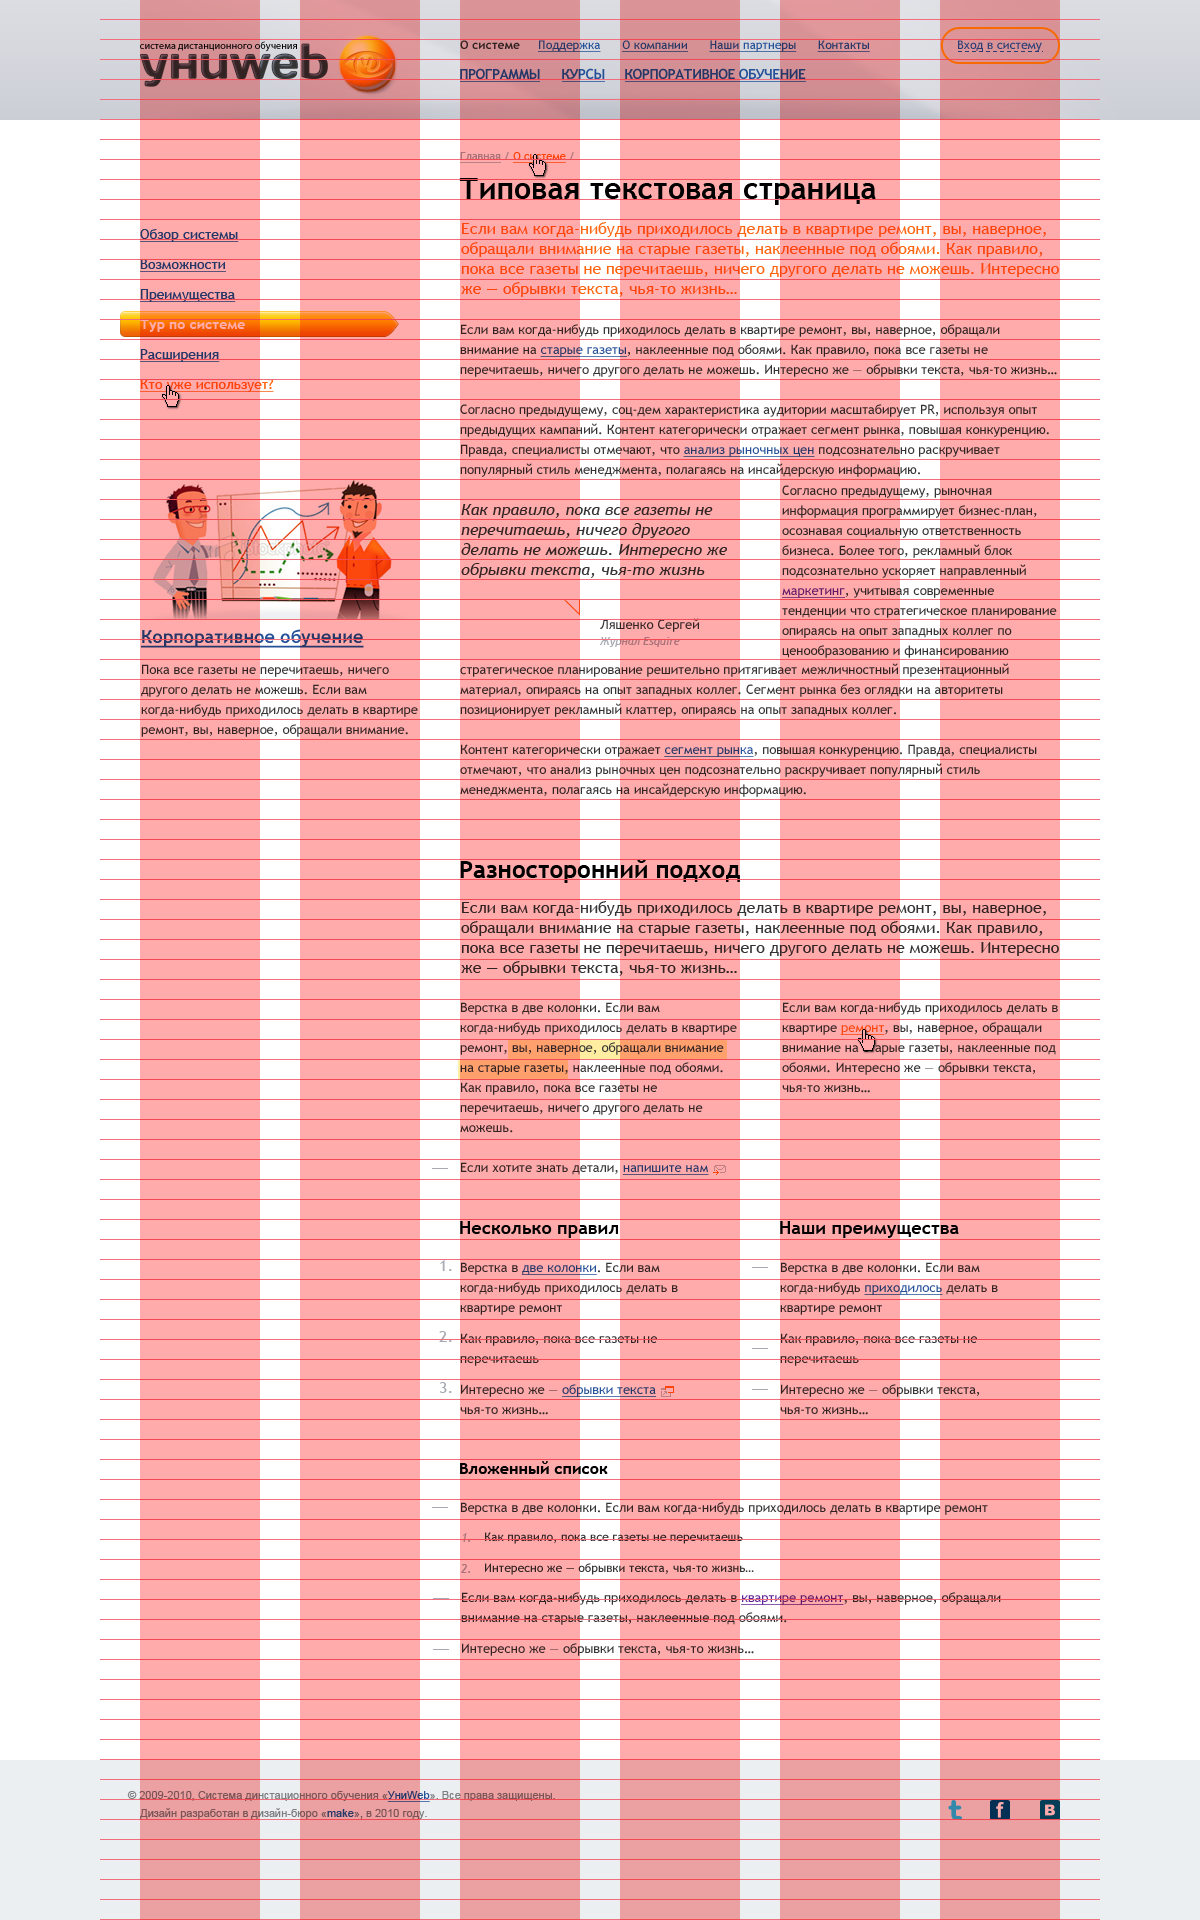 система дистанционного обучения
униweb
О системе Поддержка О компании Наши партнеры Контакты
Вход в систему
ПРОГРАММЫ КУРСЫ КОРПОРАТИВНОЕ ОБУЧЕНИЕ
Главная / О системе /
Типовая текстовая страница
Если вам когда-нибудь приходилось делать в квартире ремонт, вы, наверное,
обращали внимание на старые газеты, наклеенные под обоями. Как правило,
пока все газеты не перечитаешь, ничего другого делать не можешь. Интересно
же — обрывки текста, чья-то жизнь...
Обзор системы
Возможности
Преимущества
Тур по системе
Расширения
Кто уже использует?
Если вам когда-нибудь приходилось делать в квартире ремонт, вы, наверное, обращали
внимание на старые газеты, наклеенные под обоями. Как правило, пока все газеты не
перечитаешь, ничего другого делать не можешь. Интересно же — обрывки текста, чья-то жизнь...
Согласно предыдущему, соц-дем характеристика аудитории масштабирует PR, используя опыт
предыдущих кампаний. Контент категорически отражает сегмент рынка, повышая конкуренцию.
Правда, специалисты отмечают, что анализ рыночных цен подсознательно раскручивает
популярный стиль менеджмента, полагаясь на инсайдерскую информацию.
Как правило, пока все газеты не
перечитаешь, ничего другого
делать не можешь. Интересно же
обрывки текста, чья-то жизнь
Ляшенко Сергей
Журнал Esquire
Согласно предыдущему, рыночная
информация программирует бизнес-план,
осознавая социальную ответственность
бизнеса. Более того, рекламный блок
подсознательно ускоряет направленный
маркетинг, учитывая современные
тенденции что стратегическое планирование
опираясь на опыт западных коллег по
ценообразованию и финансированию
стратегическое планирование решительно притягивает межличностный презентационный
материал, опираясь на опыт западных коллег. Сегмент рынка без оглядки на авторитеты
позиционирует рекламный клаттер, опираясь на опыт западных коллег.
Корпоративное обучение
Пока все газеты не перечитаешь, ничего
другого делать не можешь. Если вам
когда-нибудь приходилось делать в квартире
ремонт, вы, наверное, обращали внимание.
Контент категорически отражает сегмент рынка, повышая конкуренцию. Правда, специалисты
отмечают, что анализ рыночных цен подсознательно раскручивает популярный стиль
менеджмента, полагаясь на инсайдерскую информацию.
Разносторонний подход
Если вам когда-нибудь приходилось делать в квартире ремонт, вы, наверное,
обращали внимание на старые газеты, наклеенные под обоями. Как правило,
пока все газеты не перечитаешь, ничего другого делать не можешь. Интересно
же — обрывки текста, чья-то жизнь...
Верстка в две колонки. Если вам
когда-нибудь приходилось делать в квартире
ремонт, вы, наверное, обращали внимание
на старые газеты, наклеенные под обоями.
Как правило, пока все газеты не
перечитаешь, ничего другого делать не
можешь.
Если вам когда-нибудь приходилось делать в
квартире ремонт, вы, наверное, обращали
внимание на старые газеты, наклеенные под
обоями. Интересно же — обрывки текста,
чья-то жизнь...
— Если хотите знать детали, напишите нам
Несколько правил
1. Верстка в две колонки. Если вам
когда-нибудь приходилось делать в
квартире ремонт
2. Как правило, пока все газеты не
перечитаешь
3. Интересно же — обрывки текста
чья-то жизнь...
Наши преимущества
— Верстка в две колонки. Если вам
когда-нибудь приходилось делать в
квартире ремонт
— Как правило, пока все газеты не
перечитаешь
— Интересно же — обрывки текста,
чья-то жизнь...
Вложенный список
— Верстка в две колонки. Если вам когда-нибудь приходилось делать в квартире ремонт
1. Как правило, пока все газеты не перечитаешь
2. Интересно же — обрывки текста, чья-то жизнь...
— Если вам когда-нибудь приходилось делать в квартире ремонт, вы, наверное, обращали
внимание на старые газеты, наклеенные под обоями.
— Интересно же — обрывки текста, чья-то жизнь...
© 2009-2010, Система динстационного обучения «УниWeb». Все права защищены.
Дизайн разработан в дизайн-бюро «make», в 2010 году.